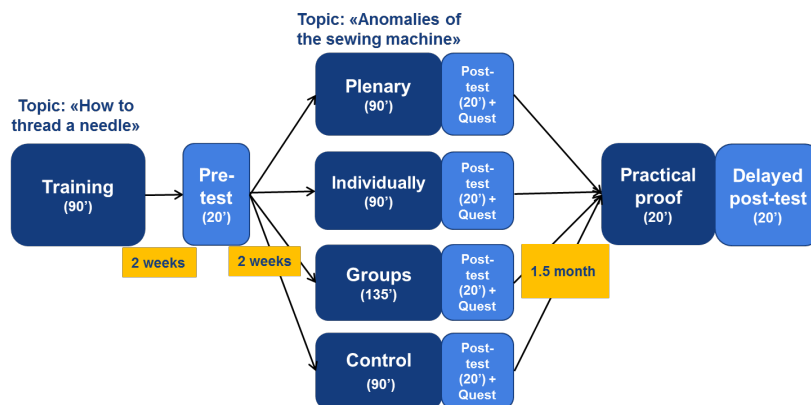 Topic: «Anomalies of
the sewing machine»
Topic: «How to
thread a needle»
Training
(90’)
2 weeks
Pre-
test
(20’)
2 weeks
Plenary
(90’)
Post-
test
(20’) +
Quest
Individually
(90’)
Post-
test
(20’) +
Quest
Groups
(135’)
Post-
test
(20’) +
Quest
Control
(90’)
Post-
test
(20’) +
Quest
1.5 month
Practical
proof
(20’)
Delayed
post-test
(20’)